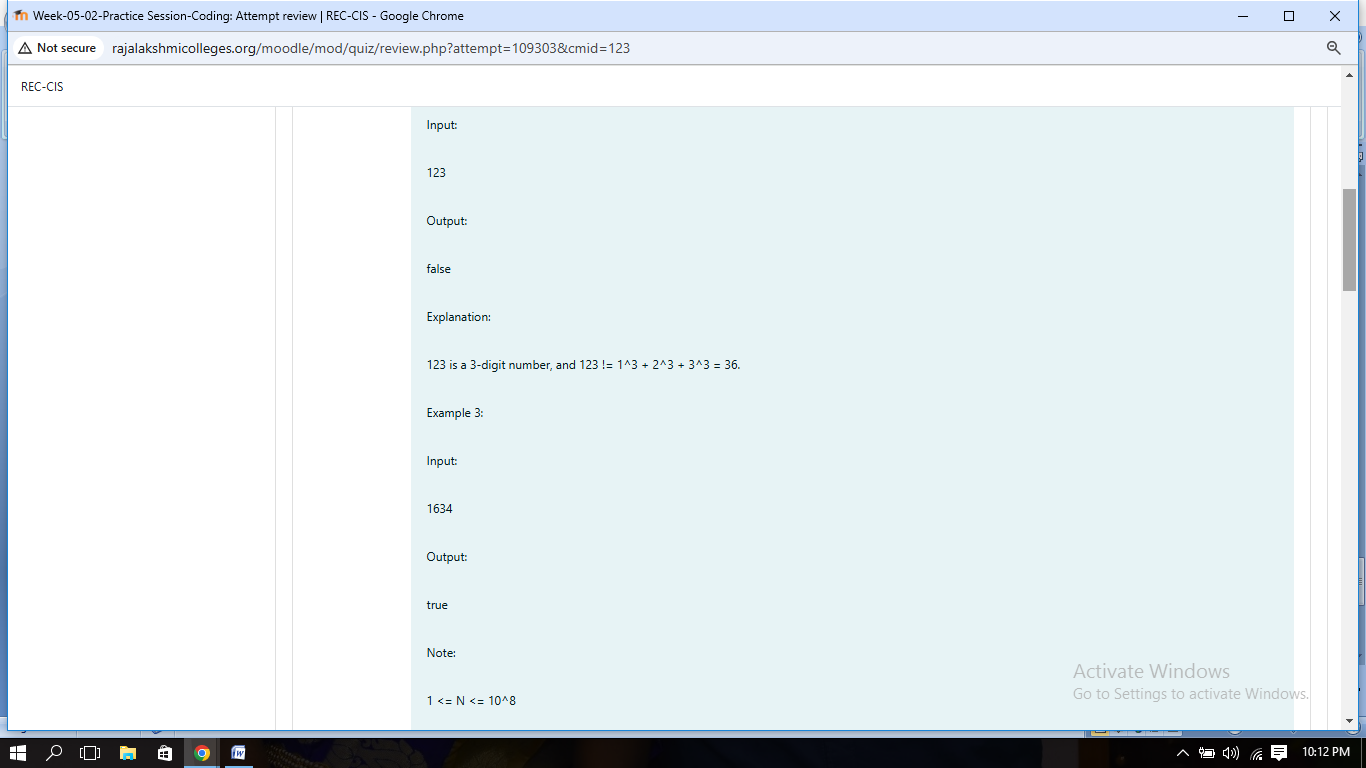 Week-05-02-Practice Session-Coding: Attempt review | REC-CIS - Google Chrome
Not secure rajalakshmicolleges.org/moodle/mod/quiz/review.php?attempt=109303&cmid=123
REC-CIS
Input:
123
Output:
false
Explanation:
123 is a 3-digit number, and 123 != 1^3 + 2^3 + 3^3 = 36.
Example 3:
Input:
1634
Output:
true
Note:
1 <= N <= 10^8
Activate Windows
Go to Settings to activate Windows.
10:12 PM